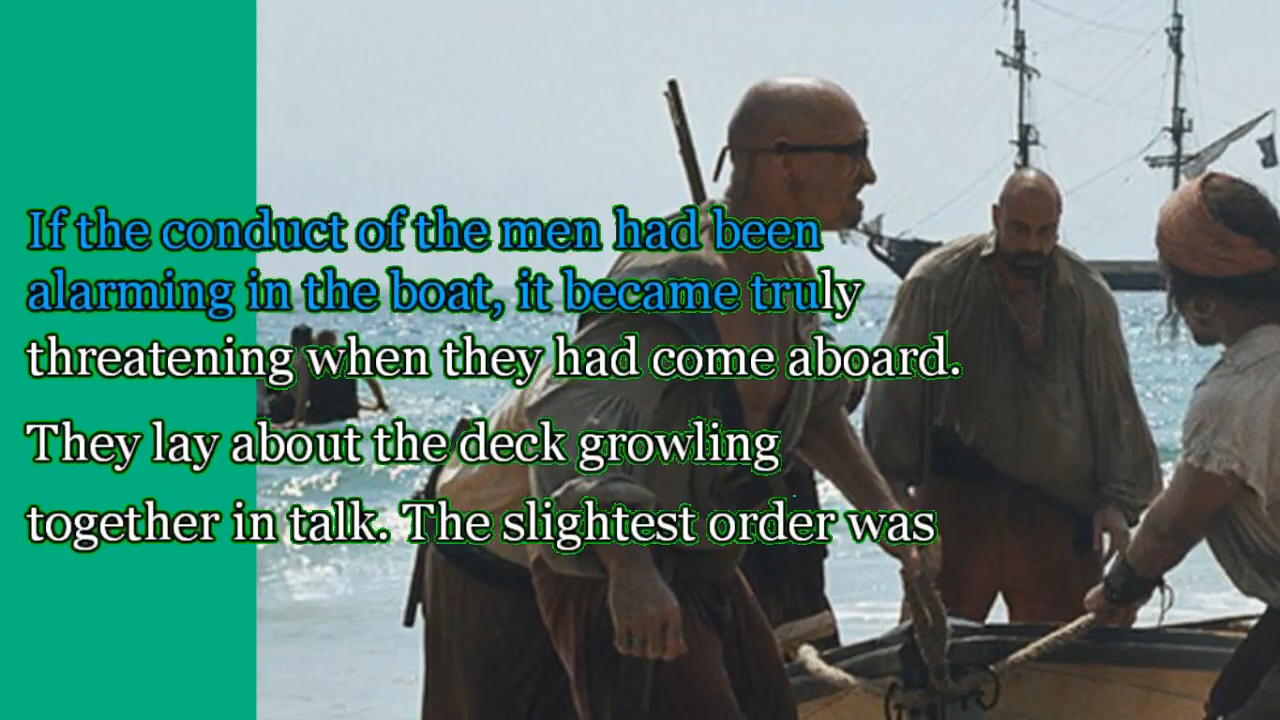 If the conduct of the men had been
alarming in the boat, it became truly
threatening when they had come aboard.
They lay about the deck growling
together in talk. The slightest order was